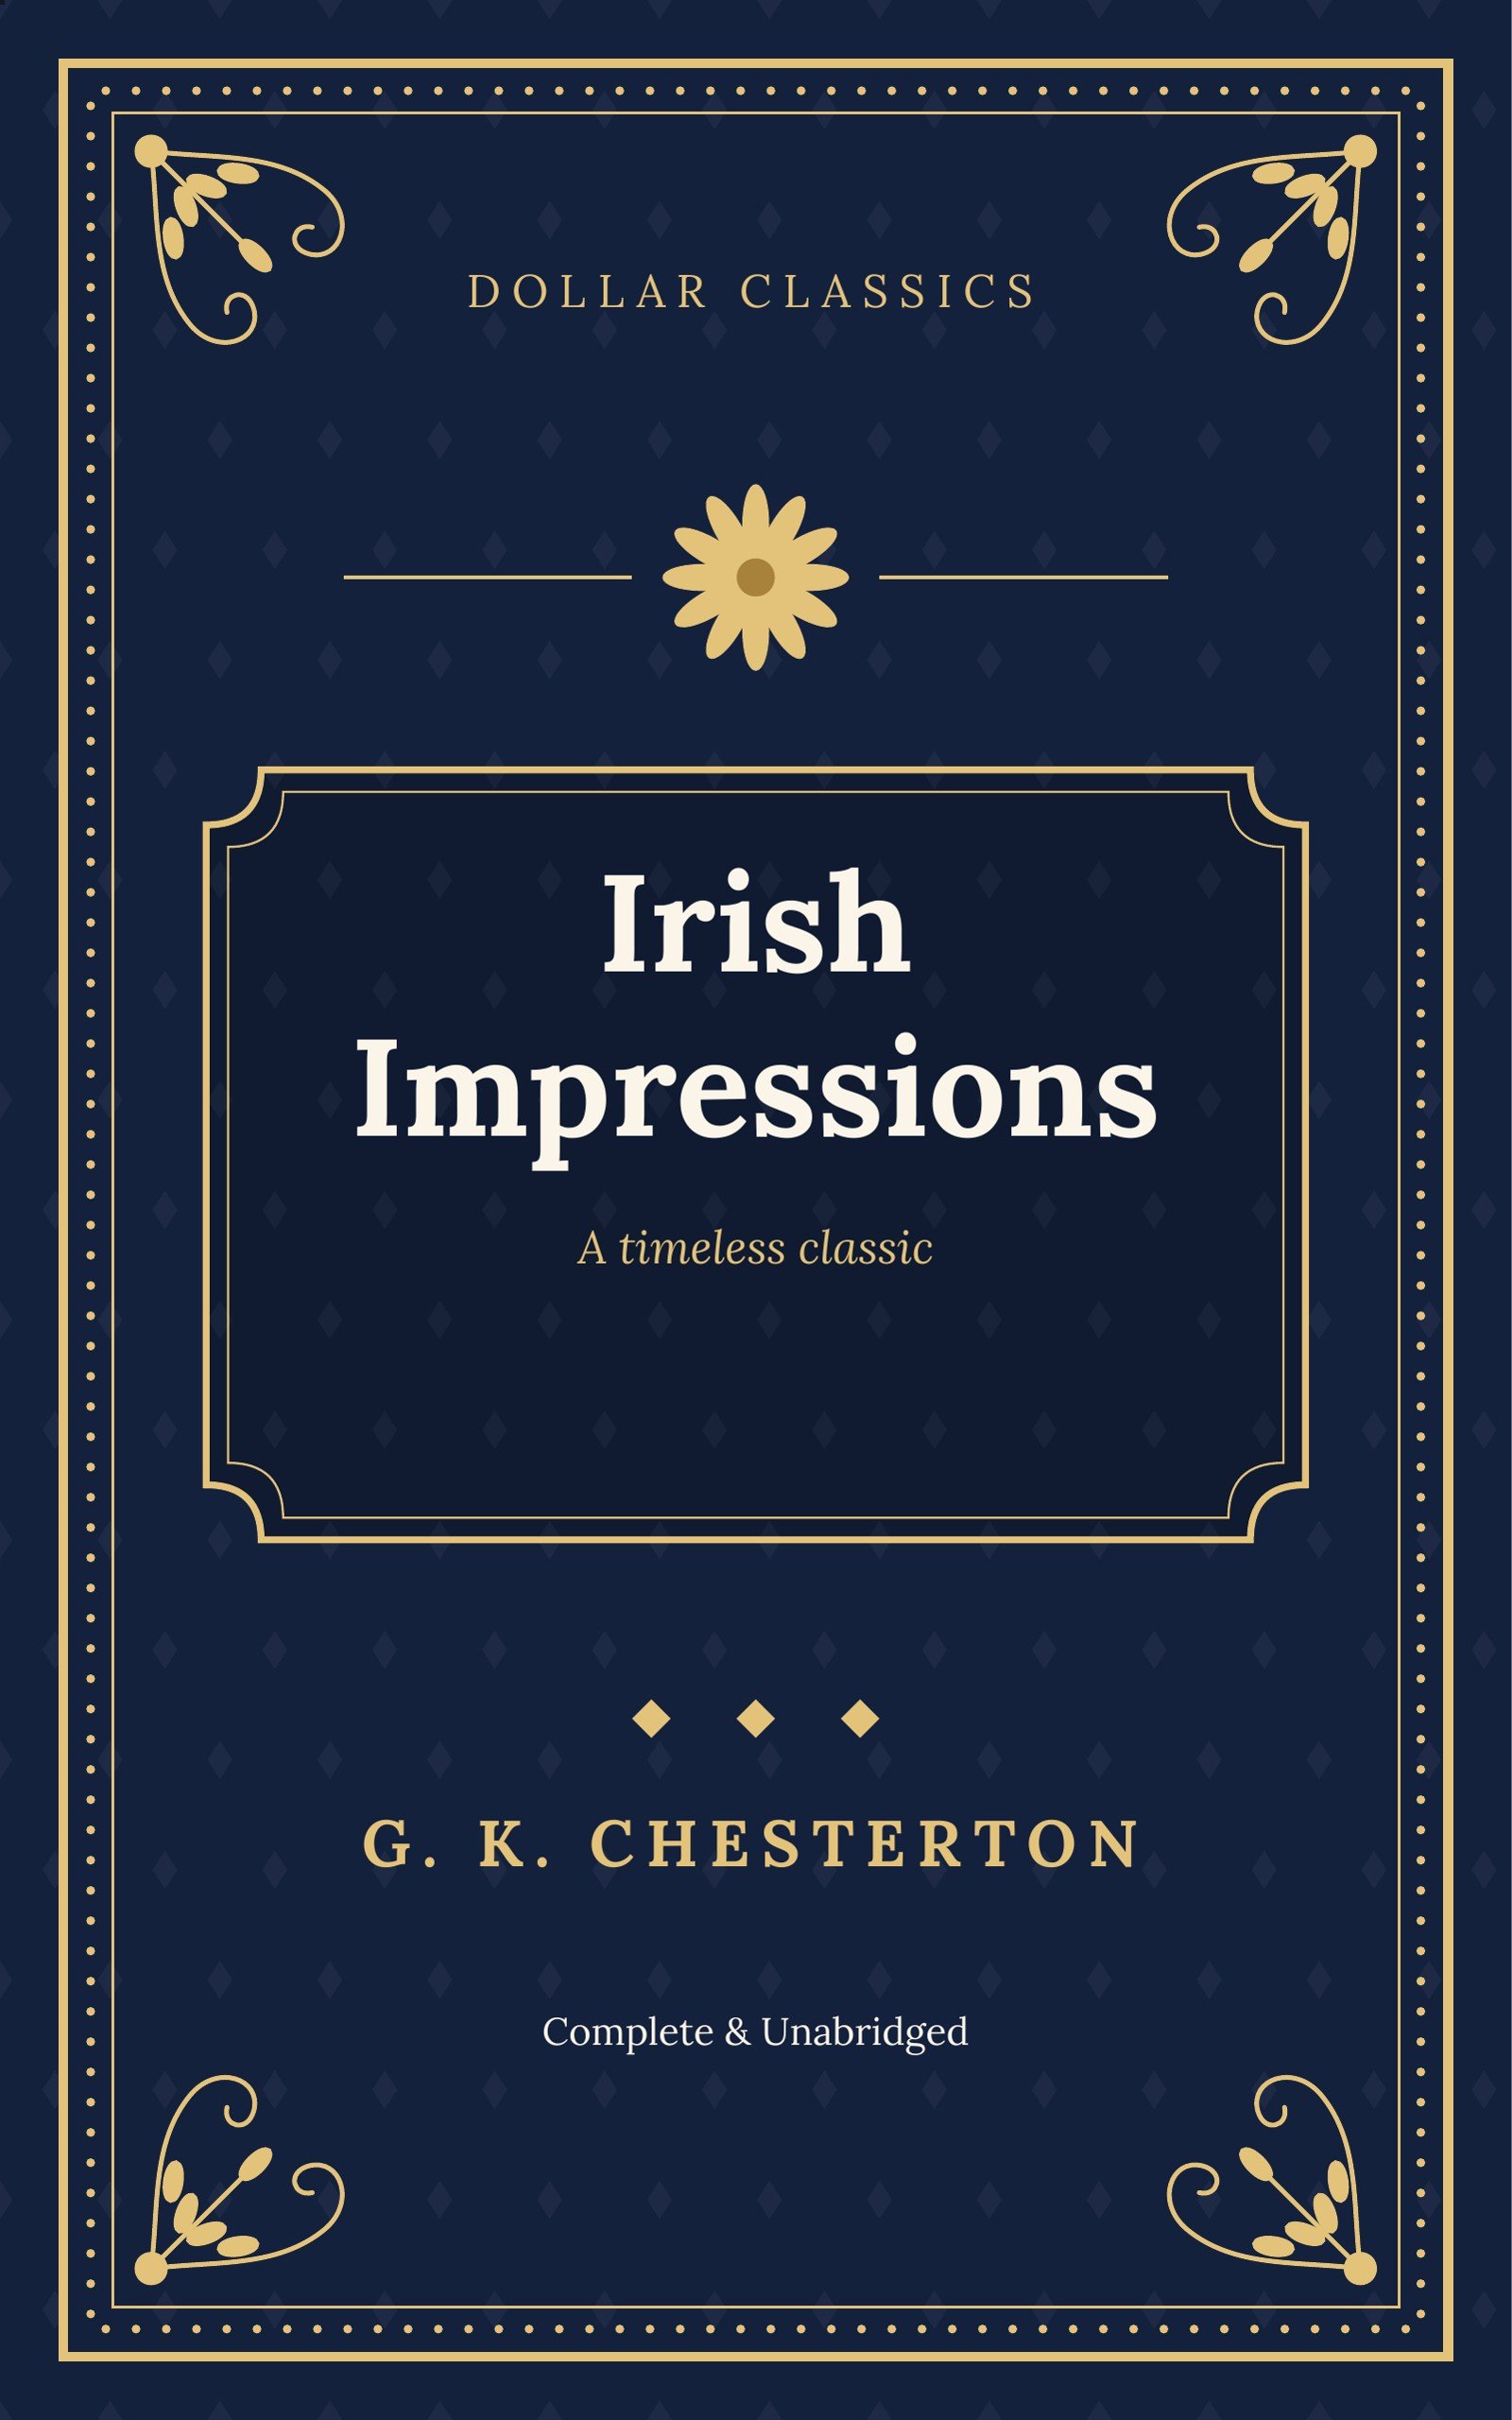 DOLLAR CLASSICS
Irish
Impressions
A timeless classic
G. K. CHESTERTON
Complete & Unabridged